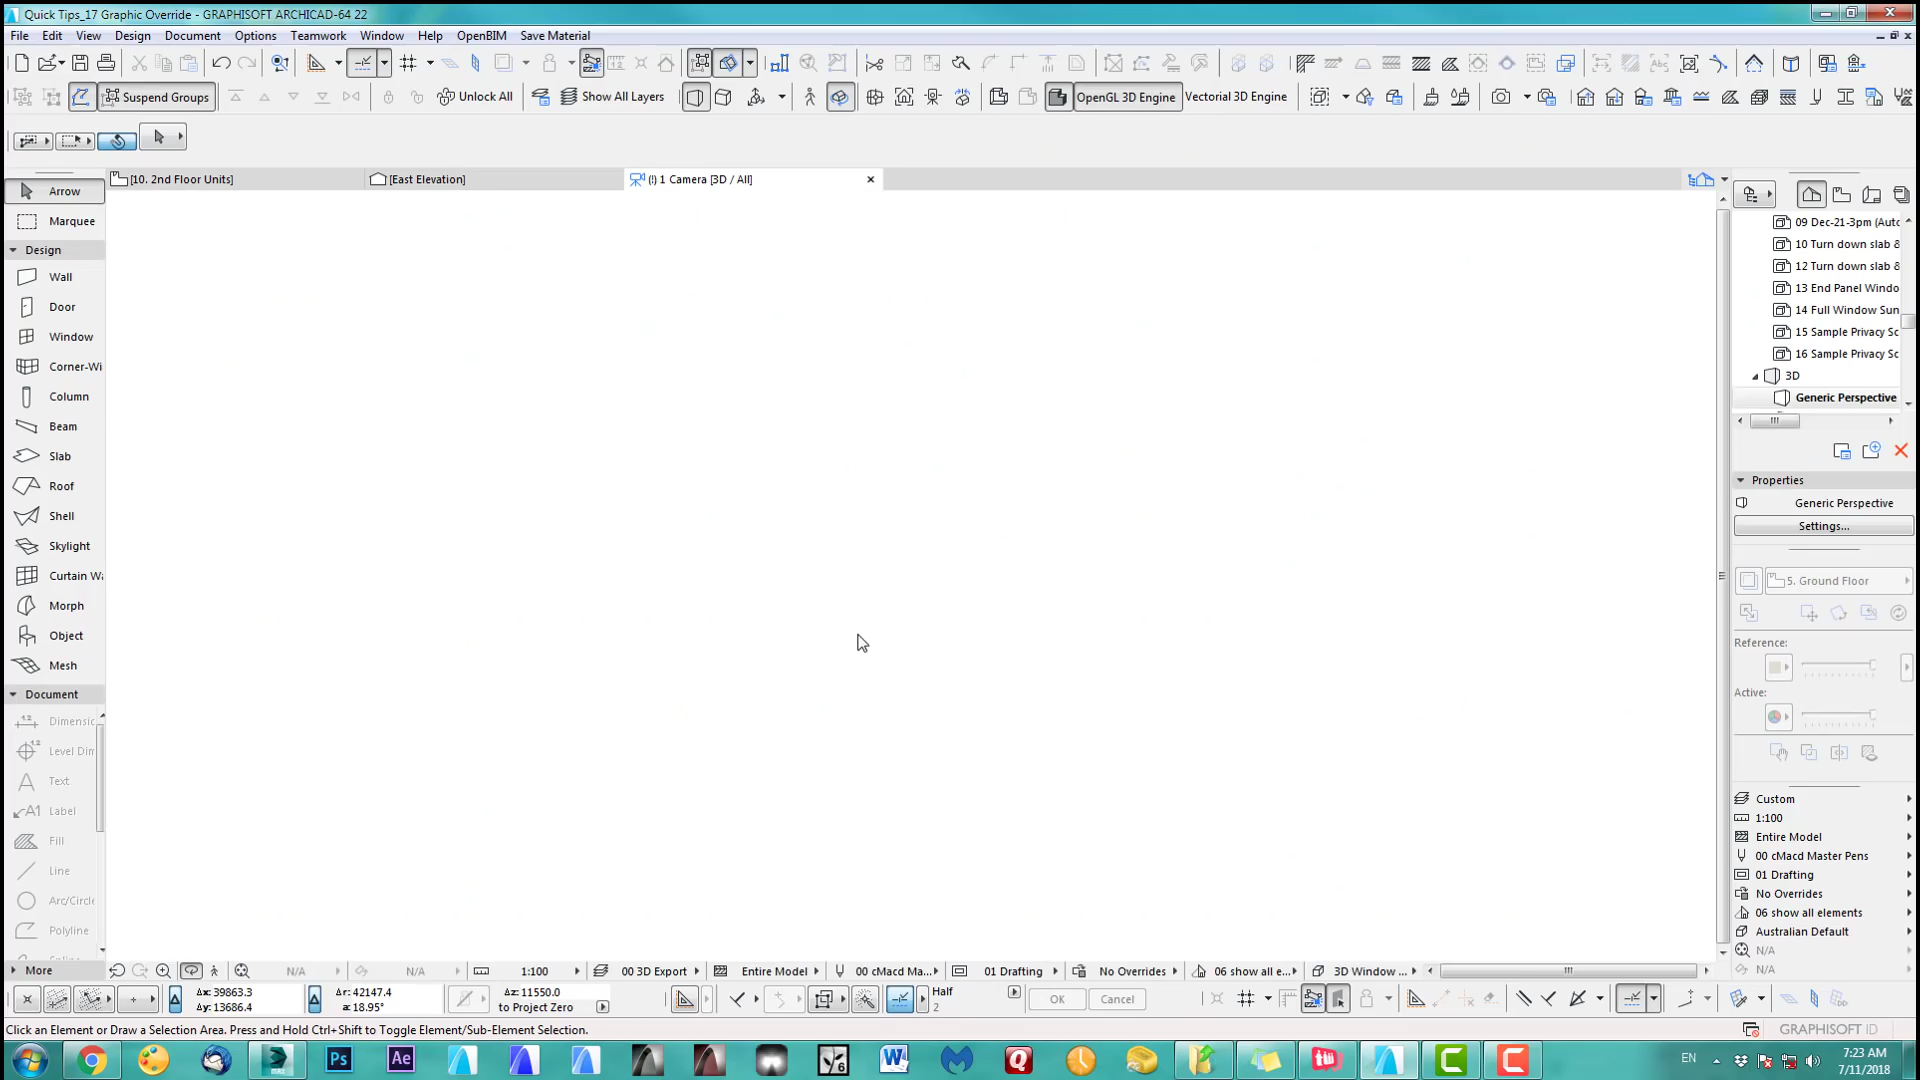 Quick Tips_17 Graphic Override - GRAPHISOFT ARCHICAD-64 22
File Edit View Design Document Options Teamwork Window Help OpenBIM Save Material
Suspend Groups Unlock All Show All Layers OpenGL 3D Engine Vectorial 3D Engine
[10. 2nd Floor Units] [East Elevation] (!) 1 Camera [3D / All]
Arrow
Marquee
Design
Wall
Door
Window
Corner-Wi
Column
Beam
Slab
Roof
Shell
Skylight
Curtain Wa
Morph
Object
Mesh
Document
Dimensic
Level Dim
Text
Label
Fill
Line
Arc/Circle
Polyline
More
09 Dec-21-3pm (Autc
10 Turn down slab &
12 Turn down slab &
13 End Panel Windo
14 Full Window Sun
15 Sample Privacy Sc
16 Sample Privacy Sc
3D
Generic Perspective
Properties
Generic Perspective
Settings...
5. Ground Floor
Reference:
Active:
Custom
1:100
Entire Model
00 cMacd Master Pens
01 Drafting
No Overrides
06 show all elements
Australian Default
N/A
N/A
N/A N/A 1:100 00 3D Export Entire Model 00 cMacd Ma... 01 Drafting No Overrides 06 show all e... 3D Window ...
Δx: 39863.3 Δr: 42147.4 Δz: 11550.0 Half OK Cancel
Δy: 13686.4 a: 18.95° to Project Zero 2
Click an Element or Draw a Selection Area. Press and Hold Ctrl+Shift to Toggle Element/Sub-Element Selection.
GRAPHISOFT ID
EN
7:23 AM
7/11/2018